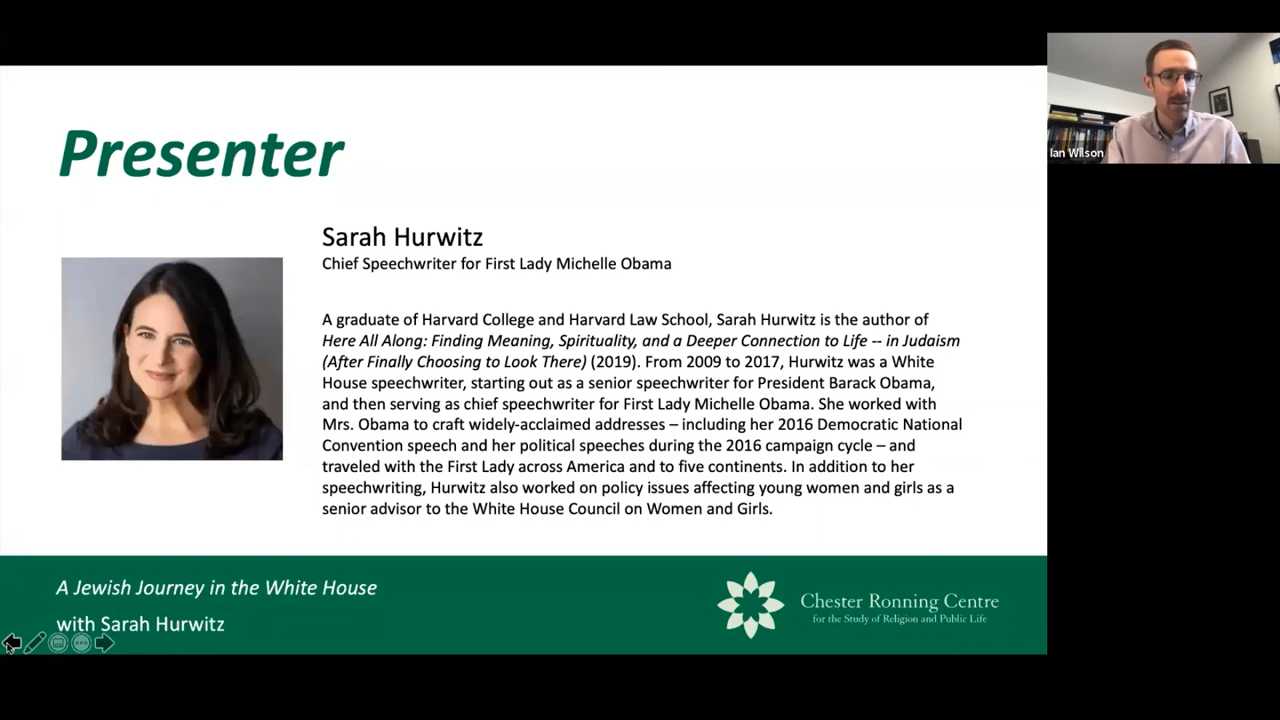 Presenter
Sarah Hurwitz
Chief Speechwriter for First Lady Michelle Obama
A graduate of Harvard College and Harvard Law School, Sarah Hurwitz is the author of
Here All Along: Finding Meaning, Spirituality, and a Deeper Connection to Life -- in Judaism
(After Finally Choosing to Look There) (2019). From 2009 to 2017, Hurwitz was a White
House speechwriter, starting out as a senior speechwriter for President Barack Obama,
and then serving as chief speechwriter for First Lady Michelle Obama. She worked with
Mrs. Obama to craft widely-acclaimed addresses – including her 2016 Democratic National
Convention speech and her political speeches during the 2016 campaign cycle – and
traveled with the First Lady across America and to five continents. In addition to her
speechwriting, Hurwitz also worked on policy issues affecting young women and girls as a
senior advisor to the White House Council on Women and Girls.
A Jewish Journey in the White House
with Sarah Hurwitz
Chester Ronning Centre
for the Study of Religion and Public Life
Ian Wilson